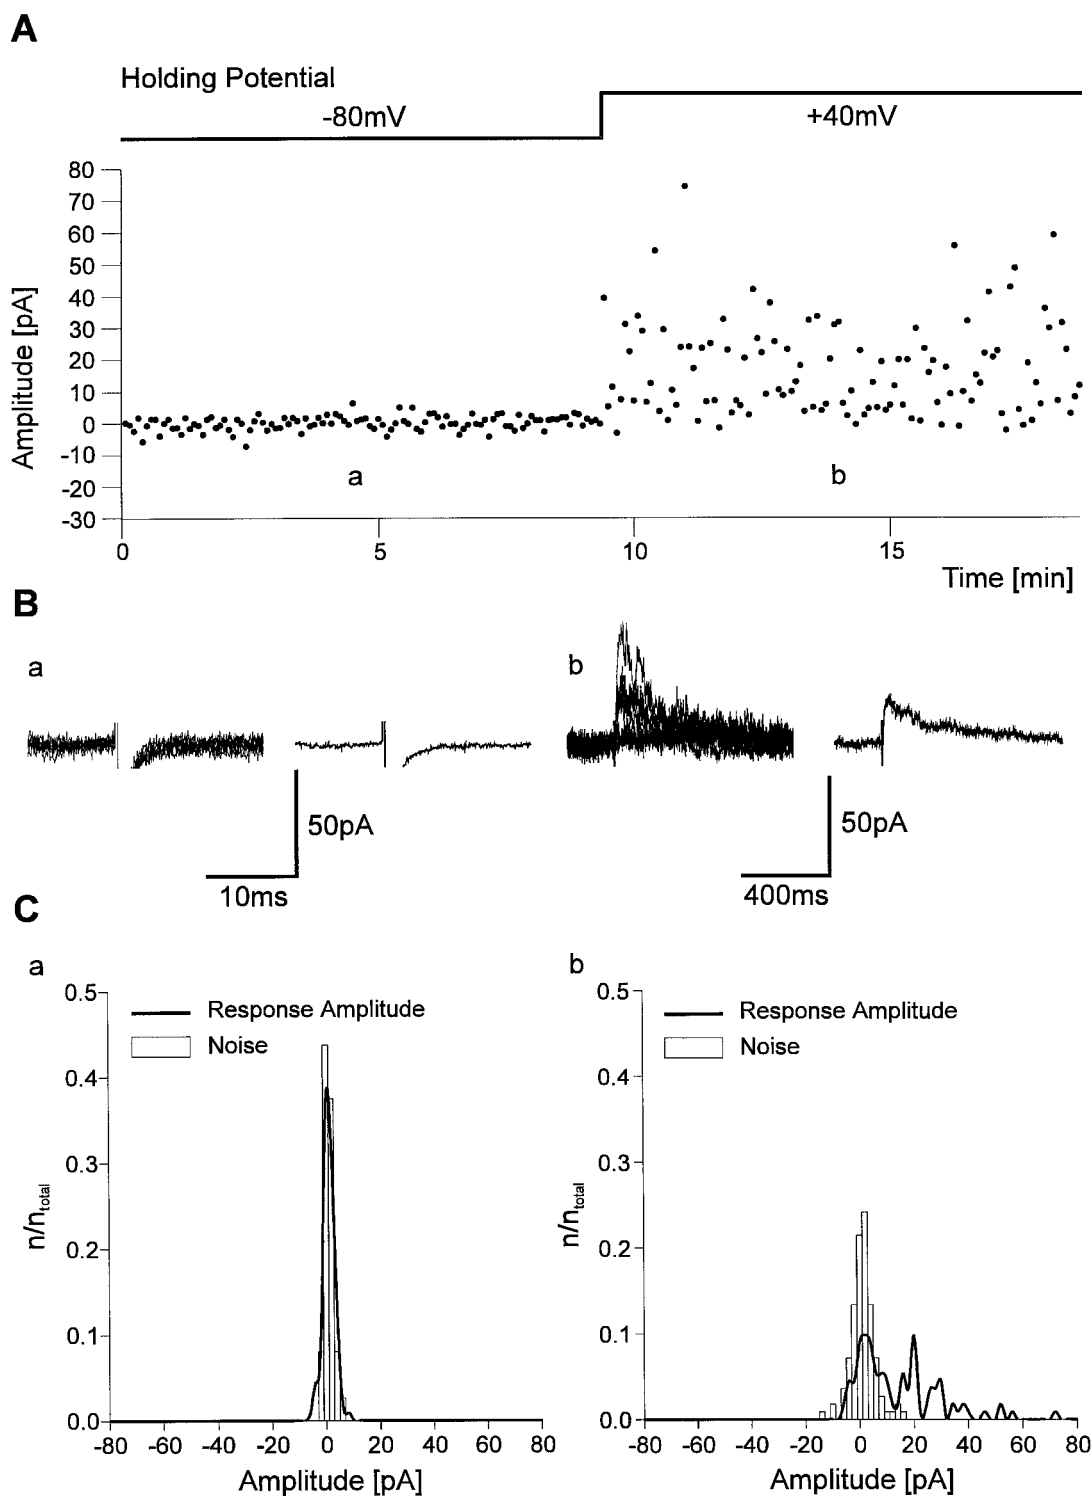 A
Holding Potential
-80mV
+40mV
80
70
60
50
40
30
20
10
0
-10
-20
-30
Amplitude [pA]
a
b
0
5
10
15
Time [min]
B
a
b
50pA
10ms
50pA
400ms
C
a
0.5
0.4
0.3
0.2
0.1
0.0
n/ntotal
Response Amplitude
Noise
-80 -60 -40 -20 0 20 40 60 80
Amplitude [pA]
b
0.5
0.4
0.3
0.2
0.1
0.0
n/ntotal
Response Amplitude
Noise
-80 -60 -40 -20 0 20 40 60 80
Amplitude [pA]